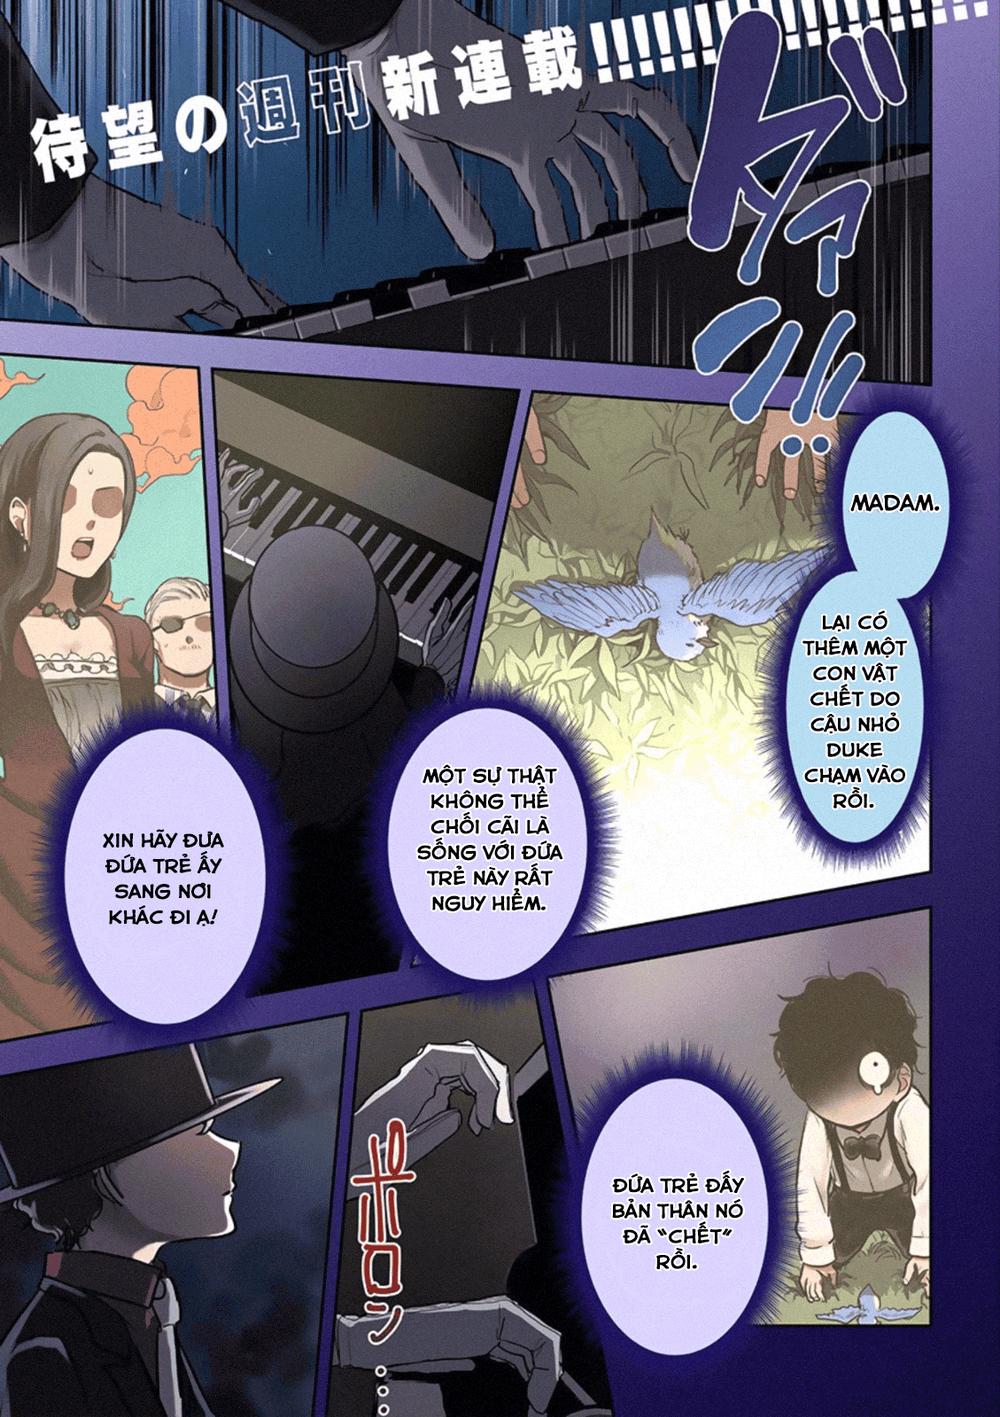 待望の週刊新連載!!!!!!!!!!!!!!!!!!
ダァン!!
MADAM.
LẠI CÓ
THÊM MỘT
CON VẬT
CHẾT DO
CẬU NHỎ
DUKE
CHẠM VÀO
RỒI.
MỘT SỰ THẬT
KHÔNG THỂ
CHỐI CÃI LÀ
SỐNG VỚI ĐỨA
TRẺ NÀY RẤT
NGUY HIỂM.
XIN HÃY ĐƯA
ĐỨA TRẺ ẤY
SANG NƠI
KHÁC ĐI Ạ!
ĐỨA TRẺ ĐẤY
BẢN THÂN NÓ
ĐÃ “CHẾT”
RỒI.
ポロン……